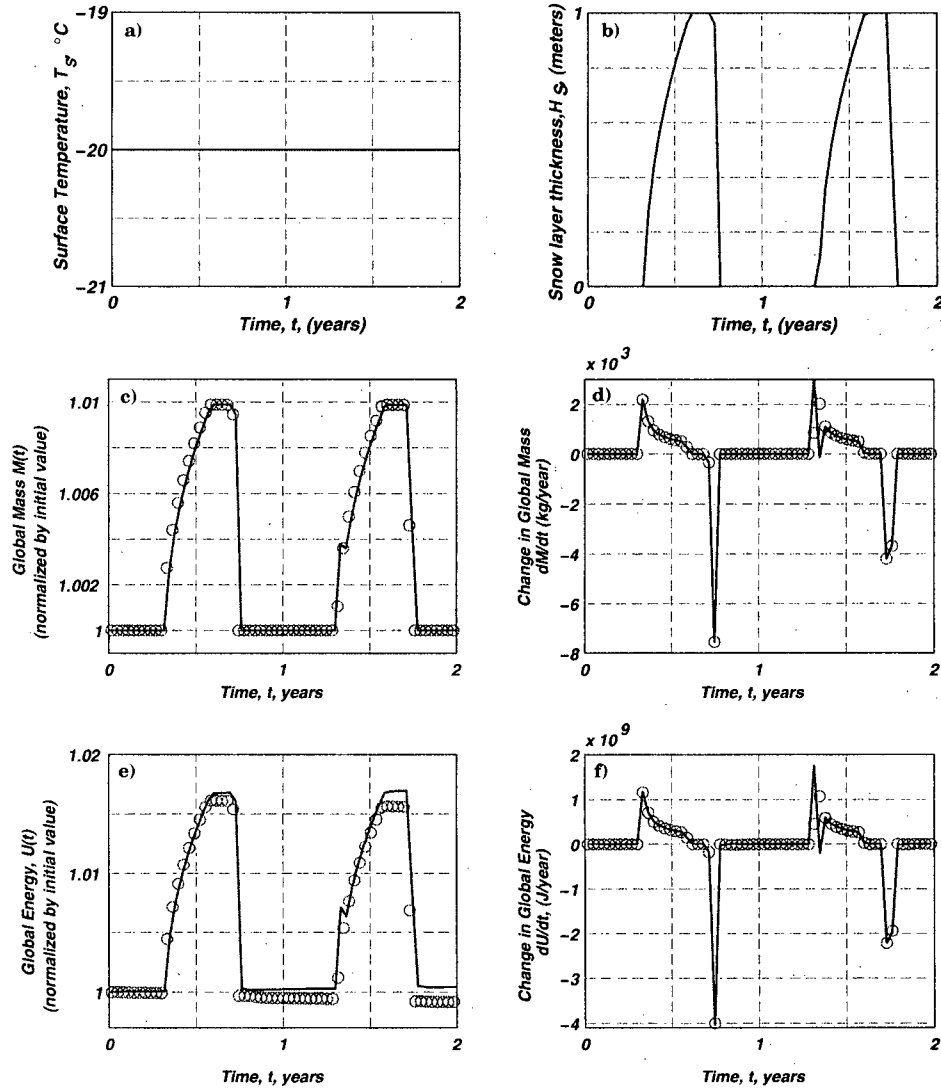 a)
Surface Temperature, T_S °C
-19
-20
-21
0 1 2
Time, t, (years)
b)
Snow layer thickness, H_S, (meters)
1
0
0 1 2
Time, t, (years)
c)
Global Mass M(t)
(normalized by initial value)
1.01
1.006
1.002
1
0 1 2
Time, t, years
d)
x 10^3
Change in Global Mass
dM/dt (kg/year)
2
0
-2
-4
-6
-8
0 1 2
Time, t, years
e)
Global Energy, U(t)
(normalized by initial value)
1.02
1.01
1
0 1 2
Time, t, years
f)
x 10^9
Change in Global Energy
dU/dt, (J/year)
2
1
0
-1
-2
-3
-4
0 1 2
Time, t, years